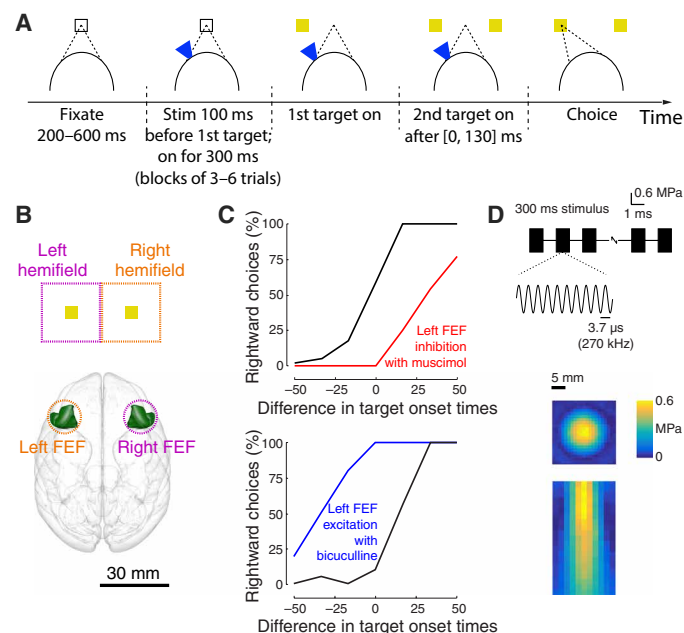 A
Fixate
200–600 ms
Stim 100 ms
before 1st target;
on for 300 ms
(blocks of 3–6 trials)
1st target on
2nd target on
after [0, 130] ms
Choice
Time
B
Left
hemifield
Right
hemifield
Left FEF
Right FEF
30 mm
C
Rightward choices (%)
100
75
50
25
0
Left FEF
inhibition
with muscimol
−50
−25
0
25
50
Difference in target onset times
Rightward choices (%)
100
75
50
25
0
Left FEF
excitation
with
bicuculline
−50
−25
0
25
50
Difference in target onset times
D
0.6 MPa
1 ms
300 ms stimulus
~
3.7 µs
(270 kHz)
5 mm
0.6
MPa
0